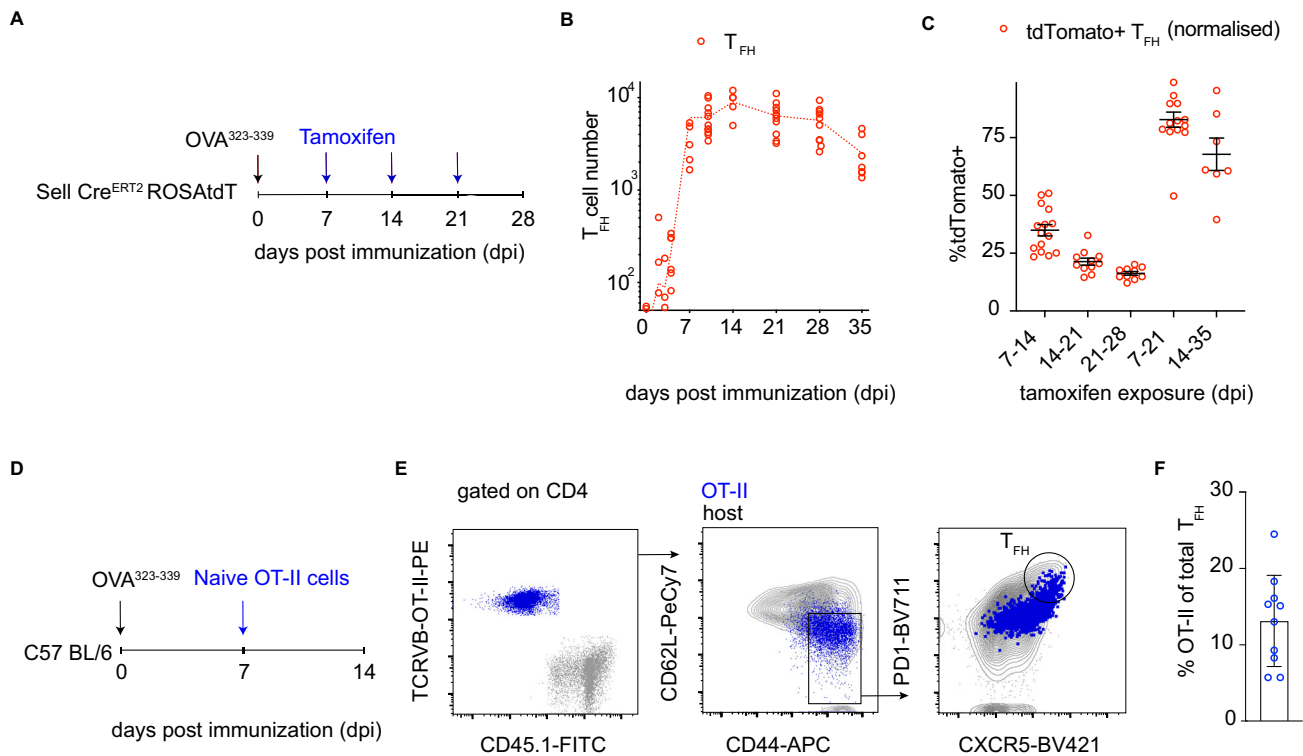 A
OVA³²³⁻³³⁹
Tamoxifen
Sell Creᴱᴿᵀ² ROSAtdT
0 7 14 21 28
days post immunization (dpi)
B
T_FH
T_FH cell number
10⁴
10³
10²
0 7 14 21 28 35
days post immunization (dpi)
C
tdTomato+ T_FH (normalised)
%tdTomato+
75
50
25
0
7-14 14-21 21-28 7-21 14-35
tamoxifen exposure (dpi)
D
OVA³²³⁻³³⁹
Naive OT-II cells
C57 BL/6
0 7 14
days post immunization (dpi)
E
gated on CD4
TCRVB-OT-II-PE
CD45.1-FITC
OT-II
host
CD62L-PeCy7
CD44-APC
T_FH
PD1-BV711
CXCR5-BV421
F
% OT-II of total T_FH
30
20
10
0